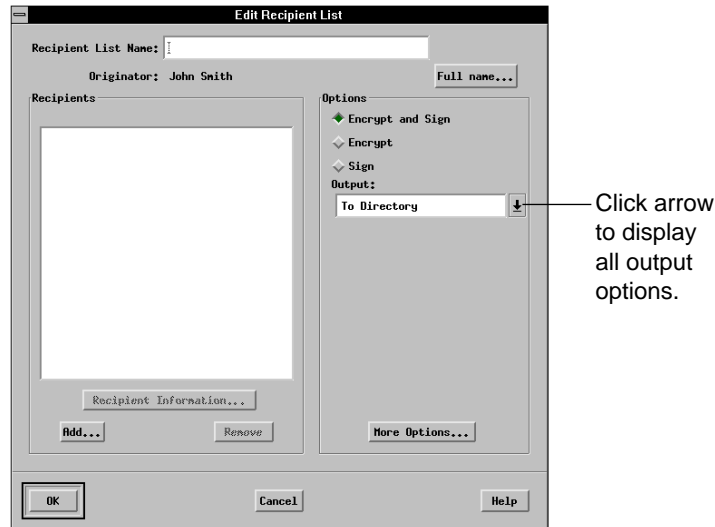 Edit Recipient List
Recipient List Name:
Originator: John Smith
Full name...
Recipients
Recipient Information...
Add...
Remove
Options
Encrypt and Sign
Encrypt
Sign
Output:
To Directory
More Options...
OK
Cancel
Help
Click arrow
to display
all output
options.